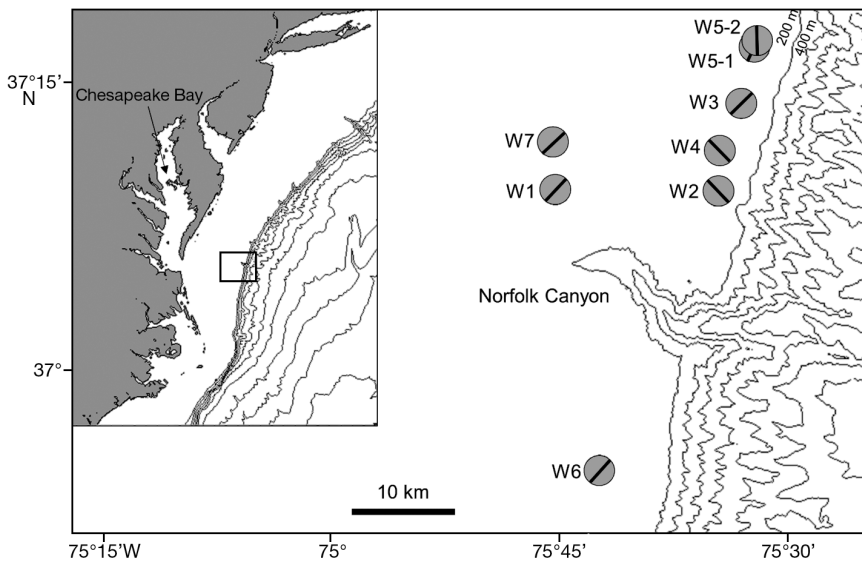 W5-2
200 m
400 m
W5-1
37°15'
N
Chesapeake Bay
W3
W7
W4
W1
W2
Norfolk Canyon
37°
W6
10 km
75°15'W
75°
75°45'
75°30'